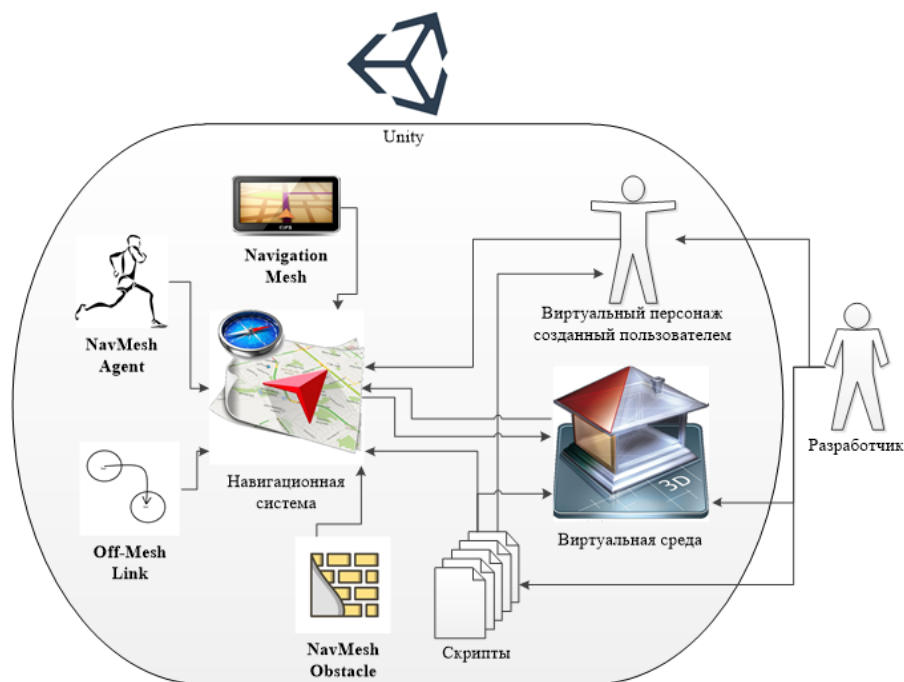 Unity
Navigation
Mesh
NavMesh
Agent
Виртуальный персонаж
созданный пользователем
Разработчик
Навигационная
система
3D
Виртуальная среда
Off-Mesh
Link
NavMesh
Obstacle
Скрипты